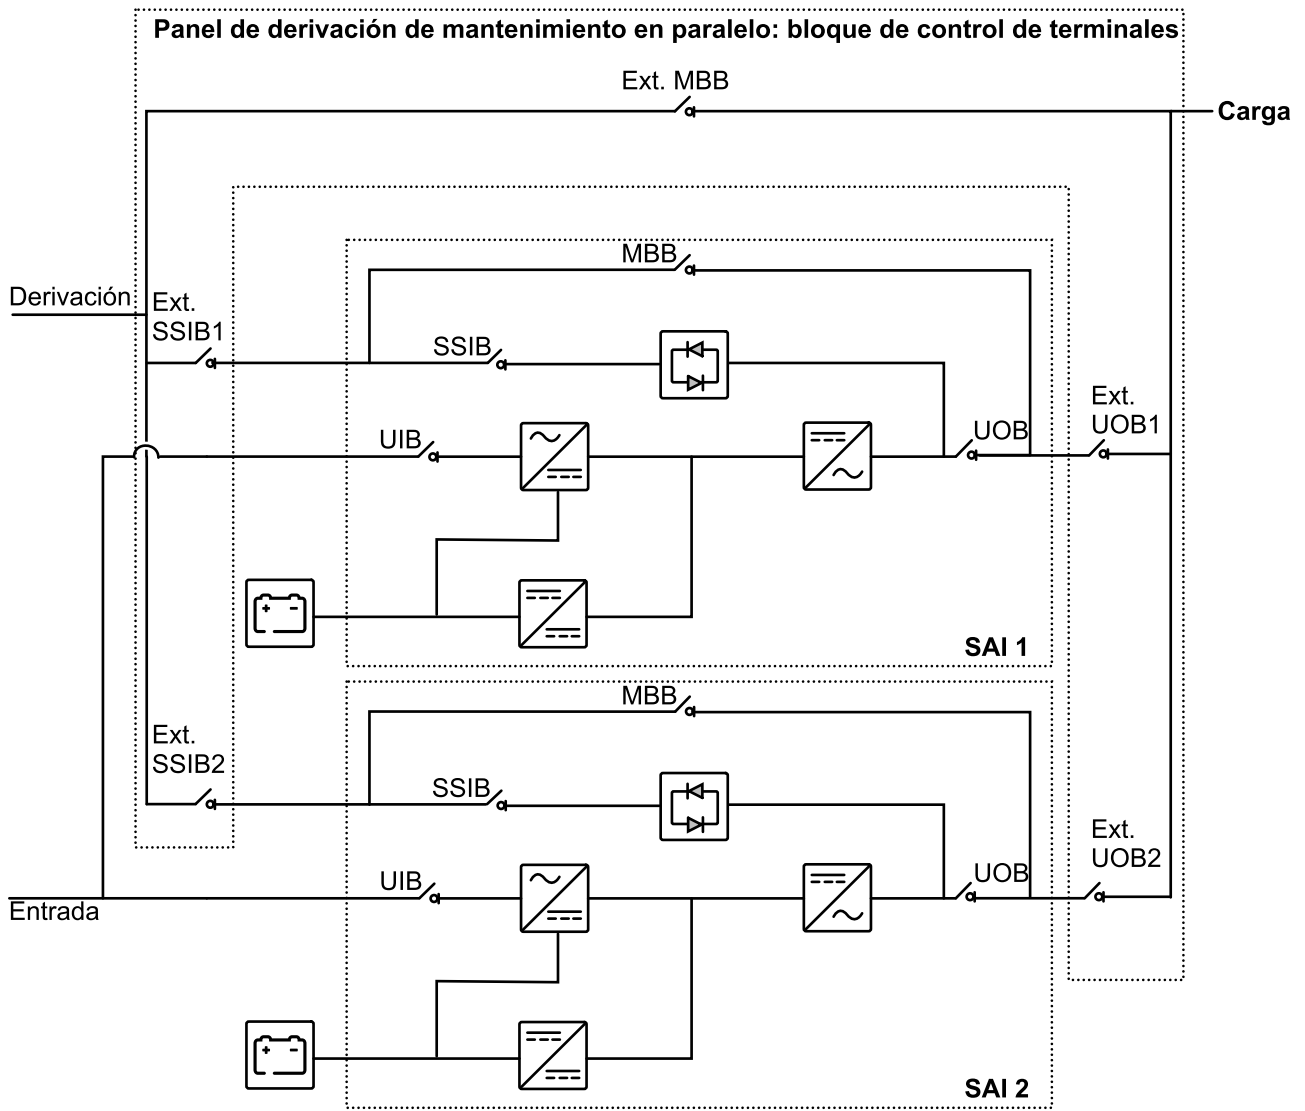 Panel de derivación de mantenimiento en paralelo: bloque de control de terminales
Ext. MBB
Carga
MBB
Derivación
Ext.
SSIB1
SSIB
Ext.
UOB1
UIB
UOB
SAI 1
MBB
Ext.
SSIB2
SSIB
Ext.
UOB2
UIB
UOB
Entrada
SAI 2